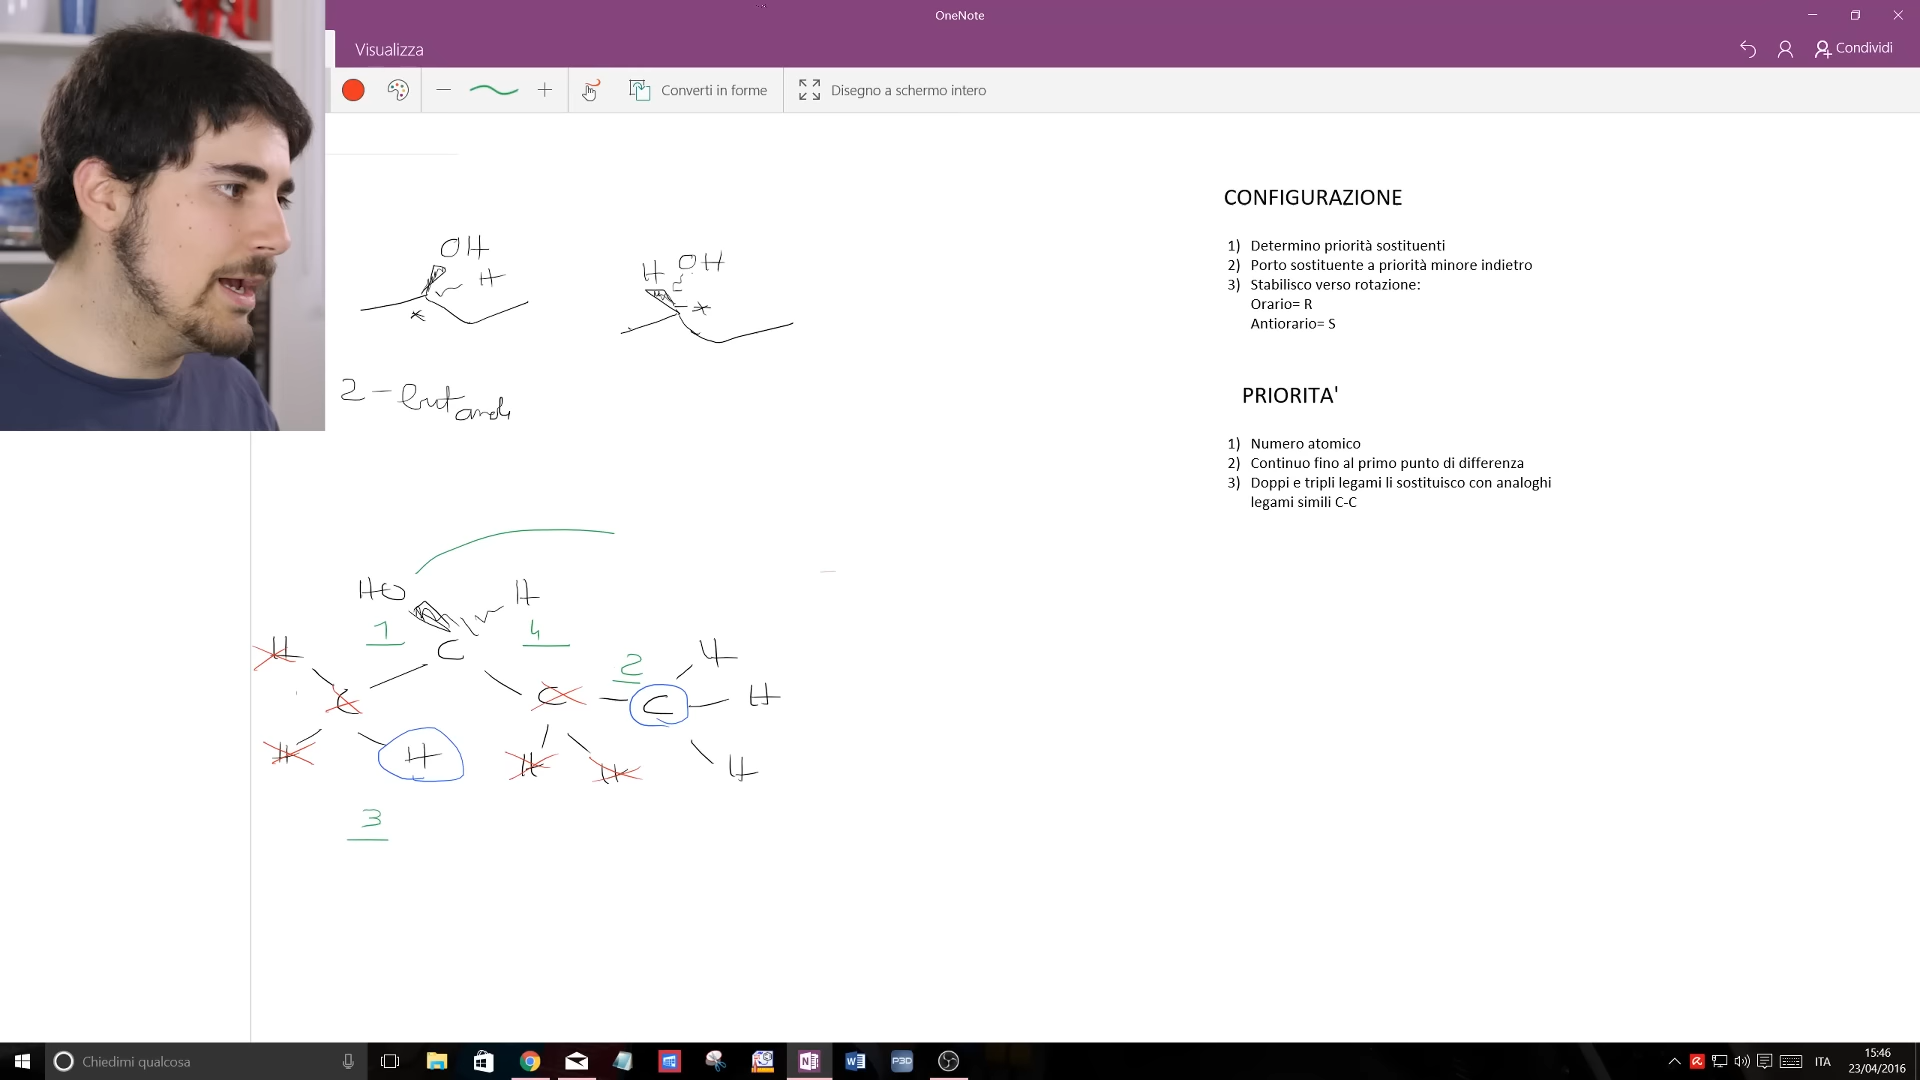 OneNote
Visualizza
Condividi
Converti in forme
Disegno a schermo intero
CONFIGURAZIONE
1) Determino priorità sostituenti
2) Porto sostituente a priorità minore indietro
3) Stabilisco verso rotazione:
Orario= R
Antiorario= S
OH
H
*
H OH
*
2-butanolo
PRIORITA'
1) Numero atomico
2) Continuo fino al primo punto di differenza
3) Doppi e tripli legami li sostituisco con analoghi
legami simili C-C
HO H
1 4
H C 2 H
C C C H
H H H H H
3
Chiedimi qualcosa
P3D
ITA
15:46
23/04/2016